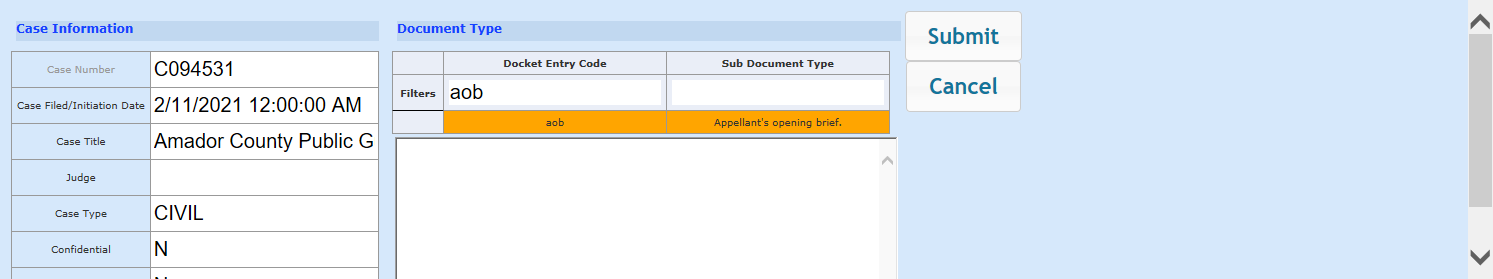 Case Information
Document Type
Submit
Cancel
Case Number C094531
Case Filed/Initiation Date 2/11/2021 12:00:00 AM
Case Title Amador County Public G
Judge
Case Type CIVIL
Confidential N
Docket Entry Code Sub Document Type
Filters aob
aob Appellant's opening brief.